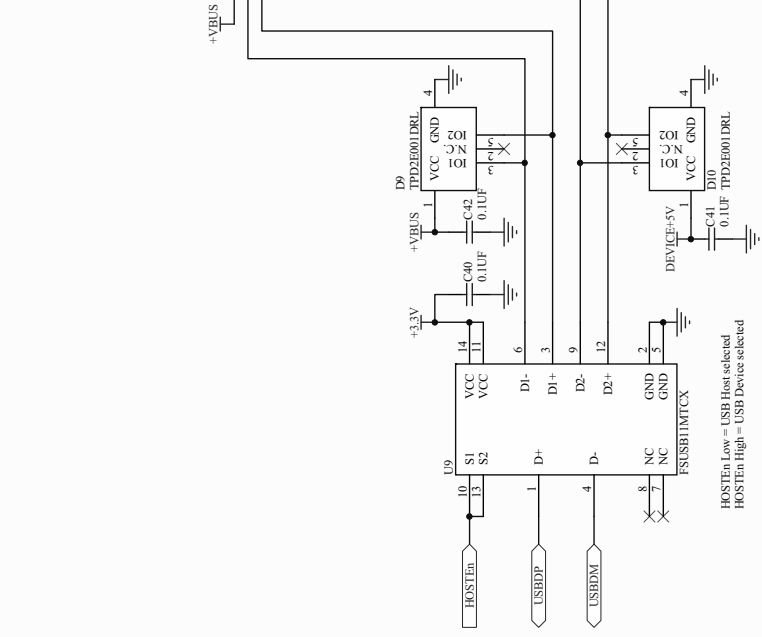 +VBUS
D9
TPD2E001DRL
4
GND
VCC
IO2
N.C.
IO1
5
2
3
1
+VBUS
C42
0.1UF
C40
0.1UF
+3.3V
D10
TPD2E001DRL
4
GND
VCC
IO2
N.C.
IO1
5
2
3
1
DEVICE+5V
C41
0.1UF
14
11
6
3
9
12
2
5
VCC
VCC
D1-
D1+
D2-
D2+
GND
GND
U9
S1
S2
D+
D-
NC
NC
FSUSB11MTCX
10
13
1
4
8
7
HOSTEn
USBDP
USBDM
HOSTEn Low = USB Host selected
HOSTEn High = USB Device selected